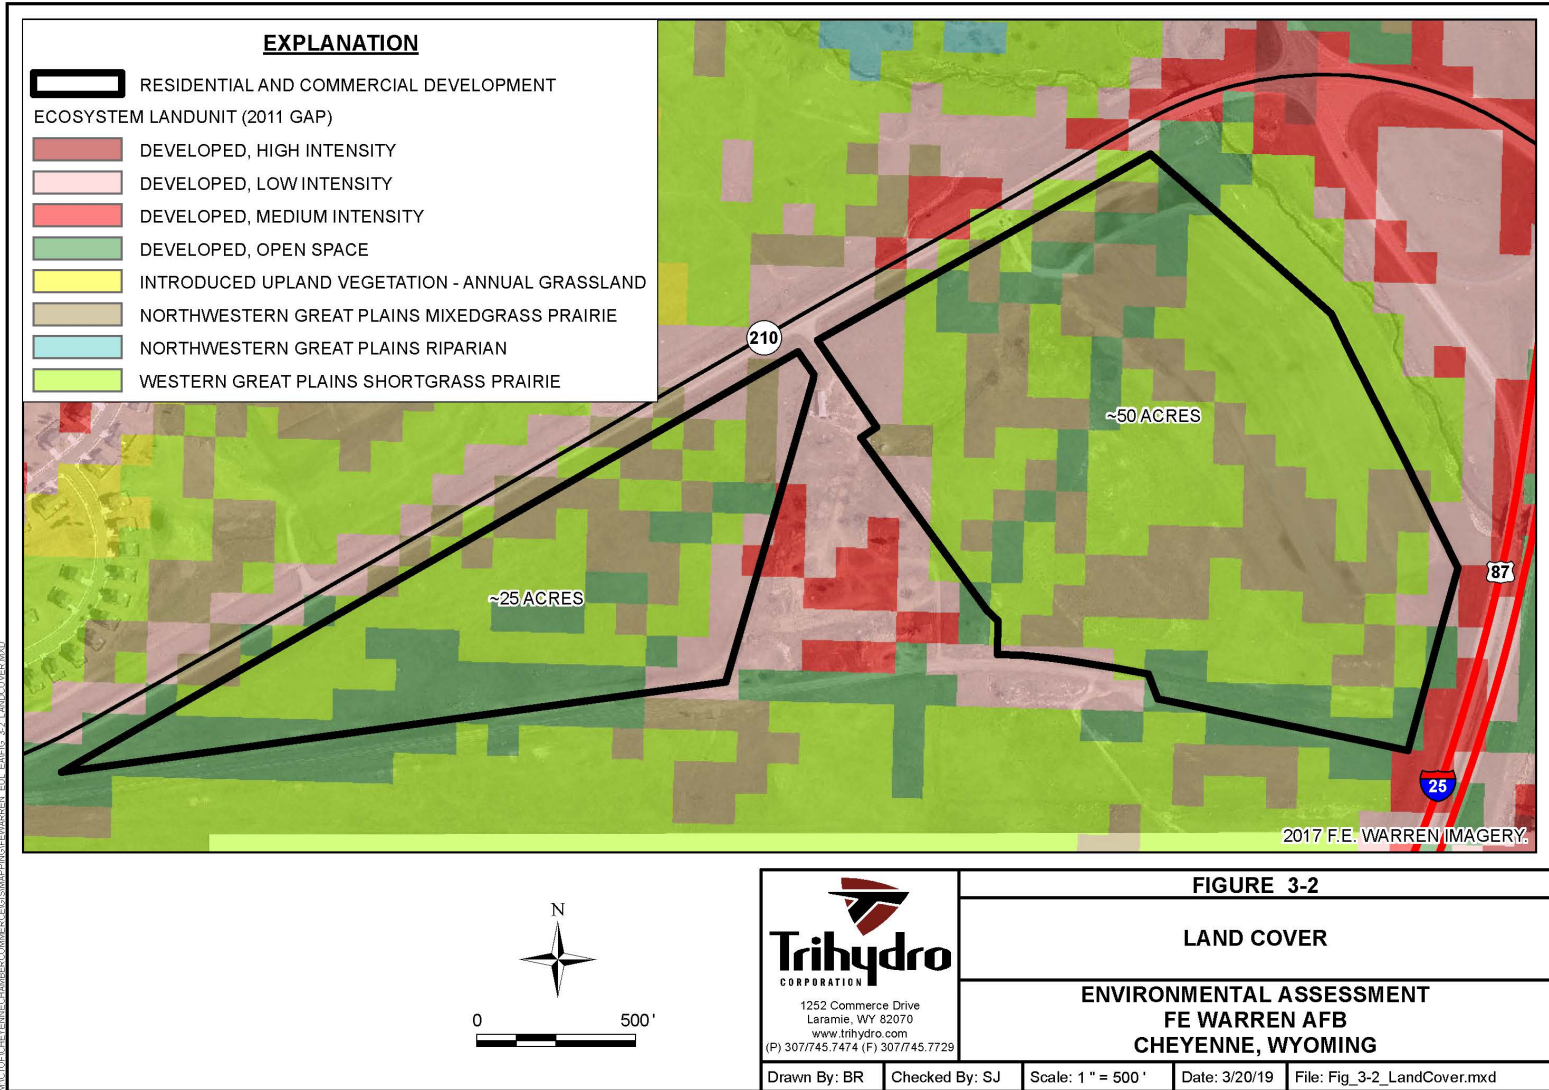 EXPLANATION
RESIDENTIAL AND COMMERCIAL DEVELOPMENT
ECOSYSTEM LANDUNIT (2011 GAP)
DEVELOPED, HIGH INTENSITY
DEVELOPED, LOW INTENSITY
DEVELOPED, MEDIUM INTENSITY
DEVELOPED, OPEN SPACE
INTRODUCED UPLAND VEGETATION - ANNUAL GRASSLAND
NORTHWESTERN GREAT PLAINS MIXEDGRASS PRAIRIE
NORTHWESTERN GREAT PLAINS RIPARIAN
WESTERN GREAT PLAINS SHORTGRASS PRAIRIE
210
~50 ACRES
~25 ACRES
87
25
2017 F.E. WARREN IMAGERY.
N
0 500'
Trihydro
CORPORATION
1252 Commerce Drive
Laramie, WY 82070
www.trihydro.com
(P) 307/745.7474 (F) 307/745.7729
FIGURE 3-2
LAND COVER
ENVIRONMENTAL ASSESSMENT
FE WARREN AFB
CHEYENNE, WYOMING
Drawn By: BR
Checked By: SJ
Scale: 1 " = 500 '
Date: 3/20/19
File: Fig_3-2_LandCover.mxd